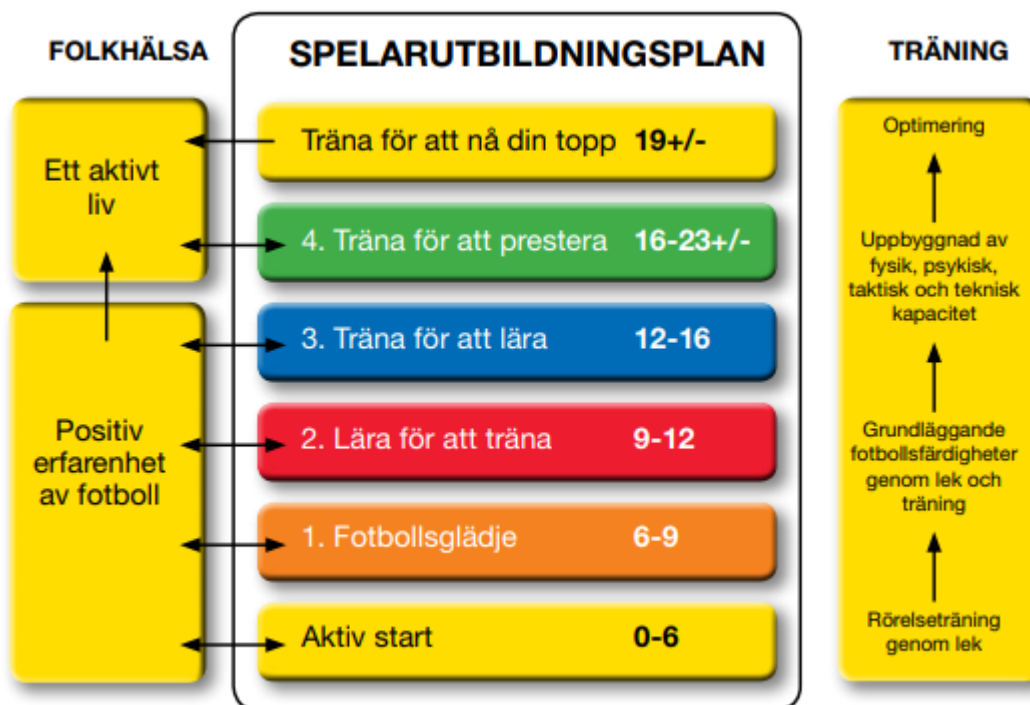 FOLKHÄLSA
Ett aktivt
liv
Positiv
erfarenhet
av fotboll
SPELARUTBILDNINGSPLAN
Träna för att nå din topp 19+/-
4. Träna för att prestera 16-23+/-
3. Träna för att lära 12-16
2. Lära för att träna 9-12
1. Fotbollsglädje 6-9
Aktiv start 0-6
TRÄNING
Optimering
Uppbyggnad av
fysik, psykisk,
taktisk och teknisk
kapacitet
Grundläggande
fotbollsfärdigheter
genom lek och
träning
Rörelseträning
genom lek